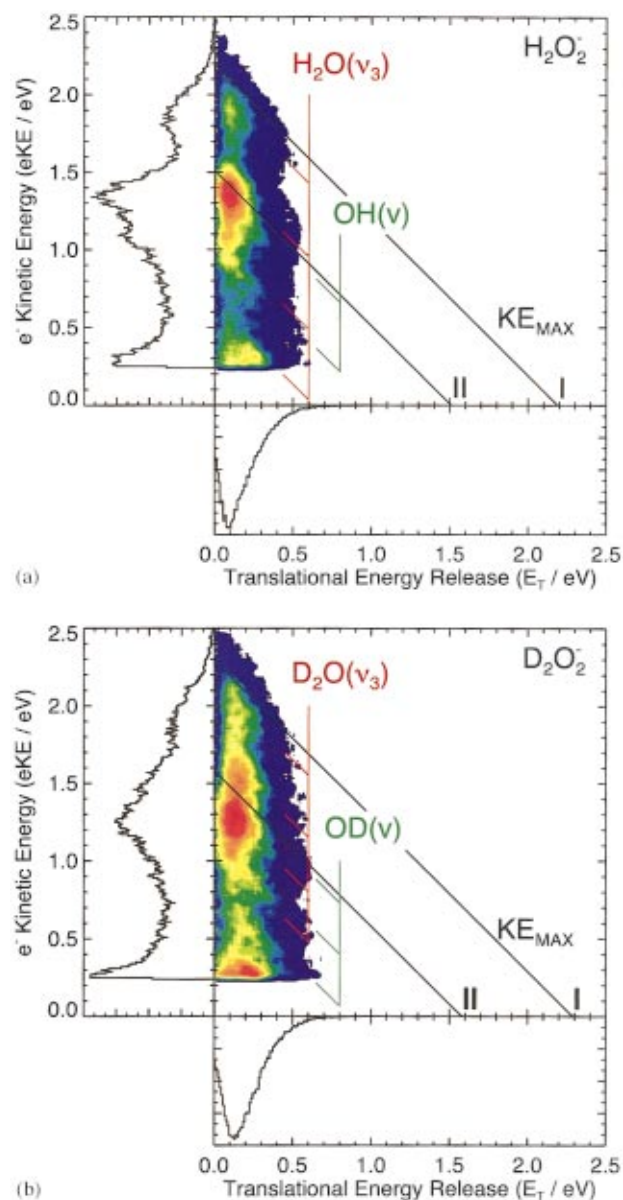 2.5
2.0
1.5
1.0
0.5
0.0
e⁻ Kinetic Energy (eKE / eV)
H₂O₂⁻
H₂O(ν₃)
OH(v)
KE_MAX
II
I
0.0 0.5 1.0 1.5 2.0 2.5
(a)
Translational Energy Release (E_T / eV)
2.5
2.0
1.5
1.0
0.5
0.0
e⁻ Kinetic Energy (eKE / eV)
D₂O₂⁻
D₂O(ν₃)
OD(v)
KE_MAX
II
I
0.0 0.5 1.0 1.5 2.0 2.5
(b)
Translational Energy Release (E_T / eV)